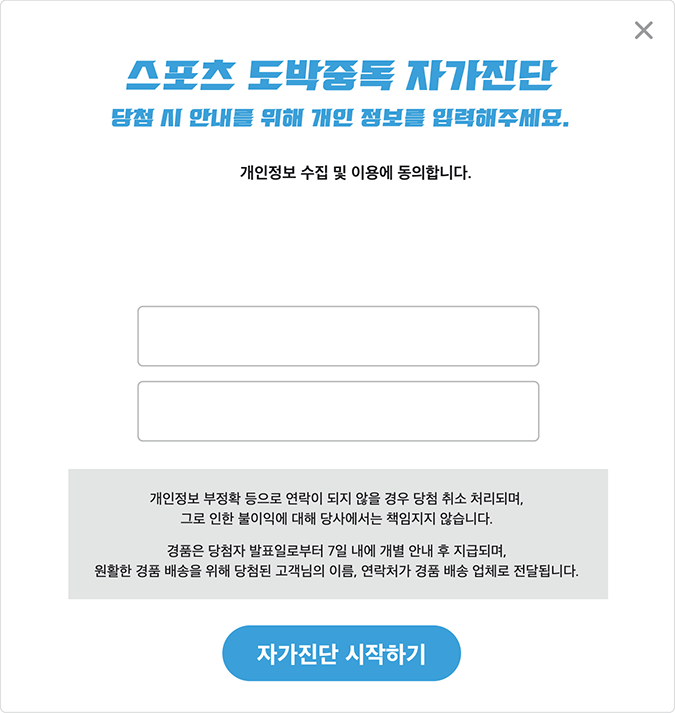 스포츠 도박중독 자가진단
당첨 시 안내를 위해 개인 정보를 입력해주세요.
개인정보 수집 및 이용에 동의합니다.
개인정보 부정확 등으로 연락이 되지 않을 경우 당첨 취소 처리되며,
그로 인한 불이익에 대해 당사에서는 책임지지 않습니다.
경품은 당첨자 발표일로부터 7일 내에 개별 안내 후 지급되며,
원활한 경품 배송을 위해 당첨된 고객님의 이름, 연락처가 경품 배송 업체로 전달됩니다.
자가진단 시작하기